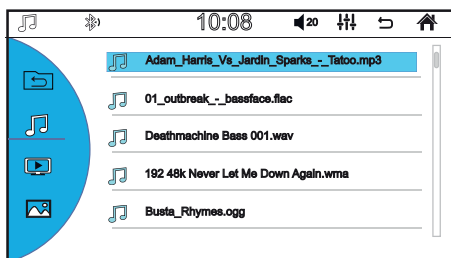 10:08 20
Adam_Harris_Vs_Jardin_Sparks_-_Tatoo.mp3
01_outbreak_-_bassface.flac
Deathmachine Bass 001.wav
192 48k Never Let Me Down Again.wma
Busta_Rhymes.ogg